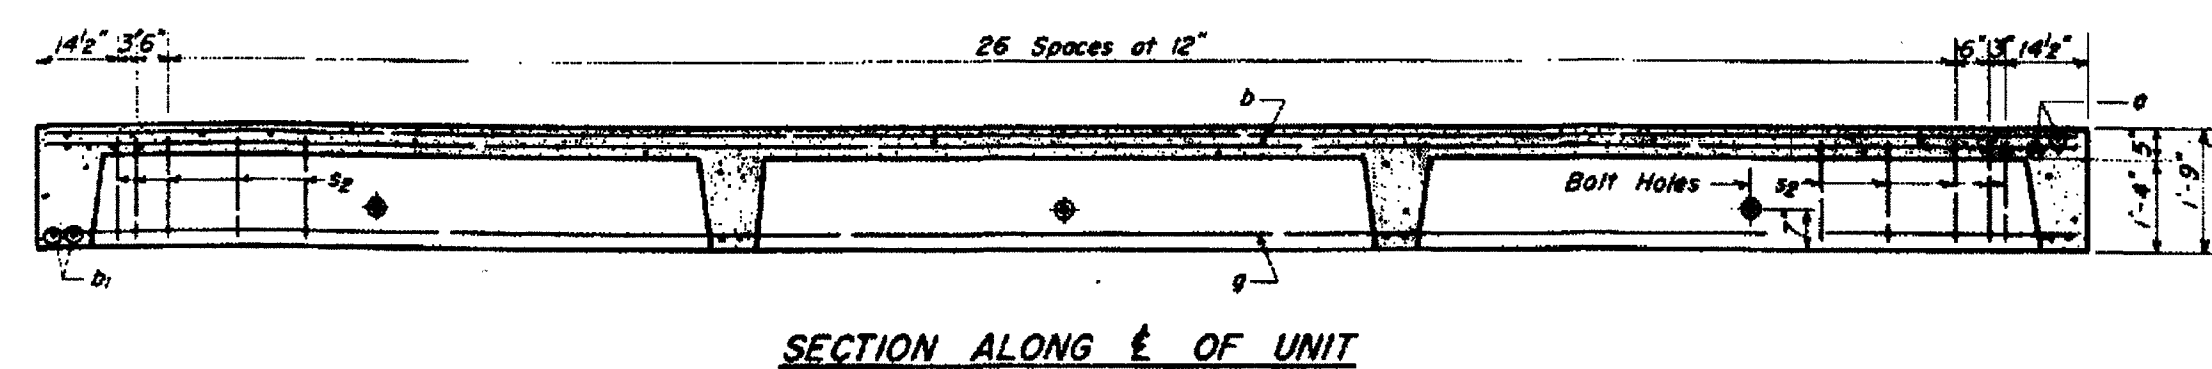 14½" 3" 6" 26 Spaces at 12" 6" 3" 14½"
b
a
s2 Bolt Holes s2
5"
1'-4"
1'-9"
7"
b1
g
SECTION ALONG ℄ OF UNIT